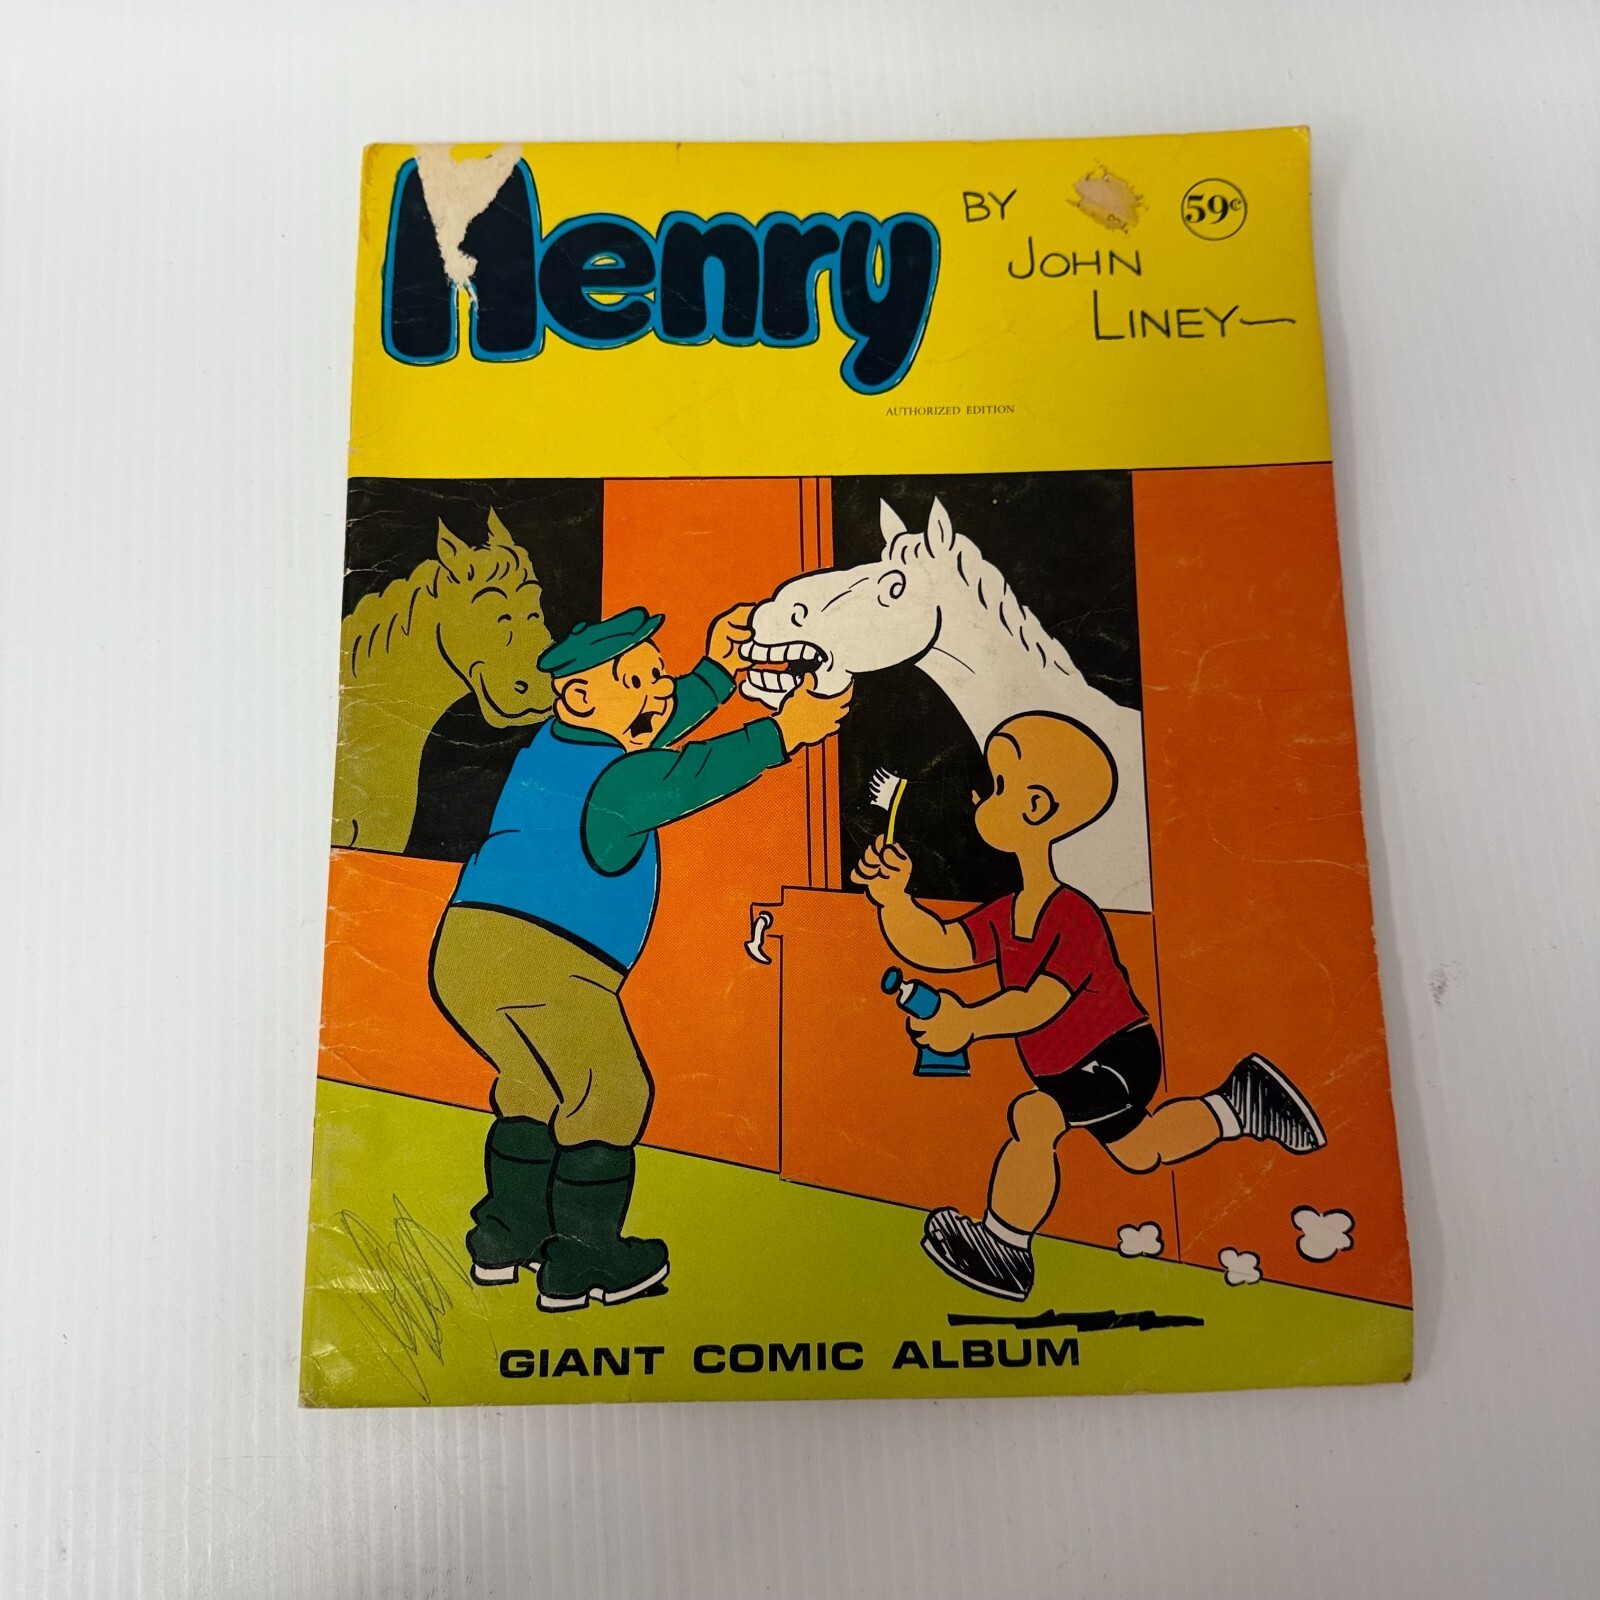 Henry
BY
59¢
JOHN
LINEY—
AUTHORIZED EDITION
GIANT COMIC ALBUM